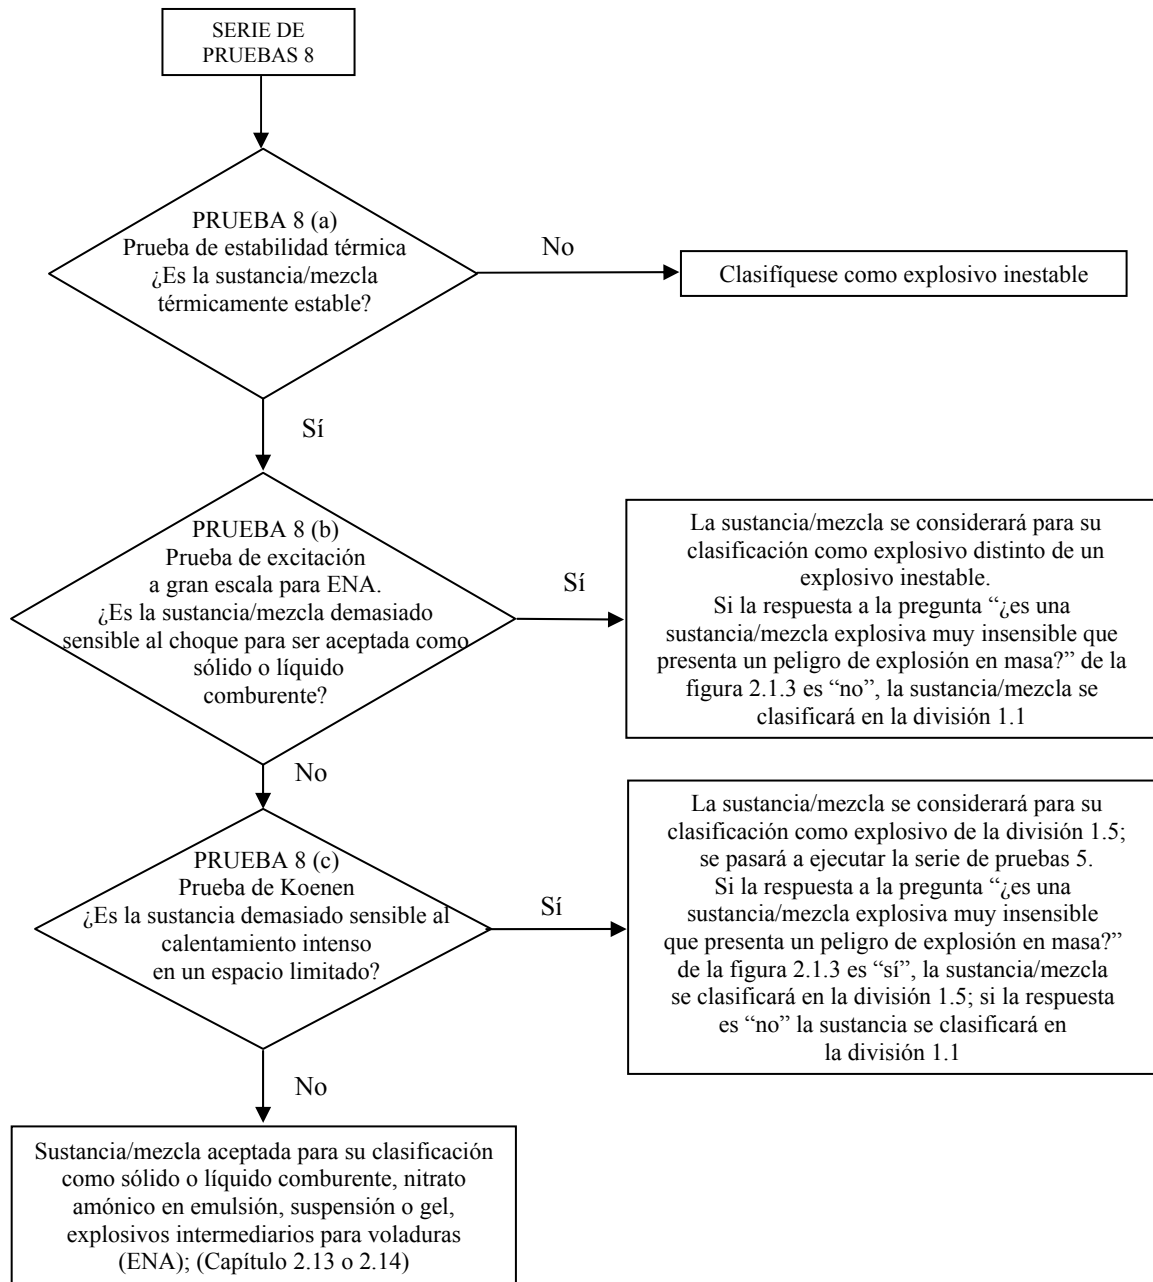 SERIE DE
PRUEBAS 8
PRUEBA 8 (a)
Prueba de estabilidad térmica
¿Es la sustancia/mezcla
térmicamente estable?
No
Clasifíquese como explosivo inestable
Sí
PRUEBA 8 (b)
Prueba de excitación
a gran escala para ENA.
¿Es la sustancia/mezcla demasiado
sensible al choque para ser aceptada como
sólido o líquido
comburente?
Sí
La sustancia/mezcla se considerará para su
clasificación como explosivo distinto de un
explosivo inestable.
Si la respuesta a la pregunta “¿es una
sustancia/mezcla explosiva muy insensible que
presenta un peligro de explosión en masa?” de la
figura 2.1.3 es “no”, la sustancia/mezcla se
clasificará en la división 1.1
No
PRUEBA 8 (c)
Prueba de Koenen
¿Es la sustancia demasiado sensible al
calentamiento intenso
en un espacio limitado?
Sí
La sustancia/mezcla se considerará para su
clasificación como explosivo de la división 1.5;
se pasará a ejecutar la serie de pruebas 5.
Si la respuesta a la pregunta “¿es una
sustancia/mezcla explosiva muy insensible
que presenta un peligro de explosión en masa?”
de la figura 2.1.3 es “sí”, la sustancia/mezcla
se clasificará en la división 1.5; si la respuesta
es “no” la sustancia se clasificará en
la división 1.1
No
Sustancia/mezcla aceptada para su clasificación
como sólido o líquido comburente, nitrato
amónico en emulsión, suspensión o gel,
explosivos intermediarios para voladuras
(ENA); (Capítulo 2.13 o 2.14)